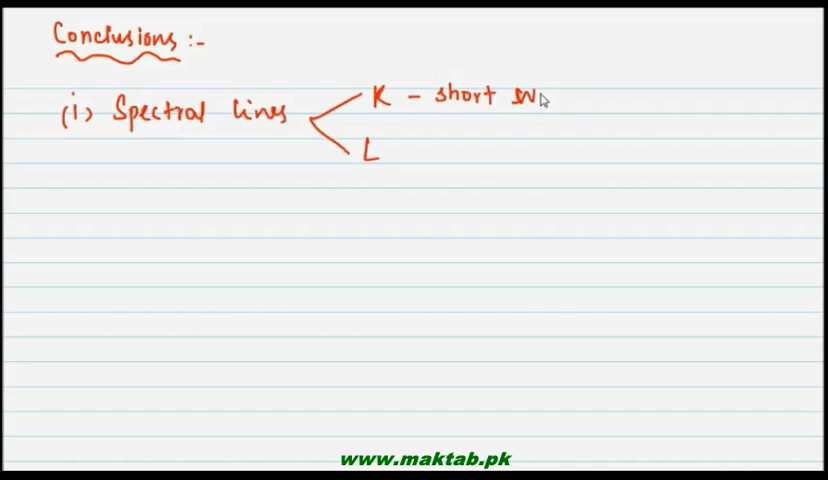 Conclusions :-
(i) Spectral lines
K - short
L
www.maktab.pk